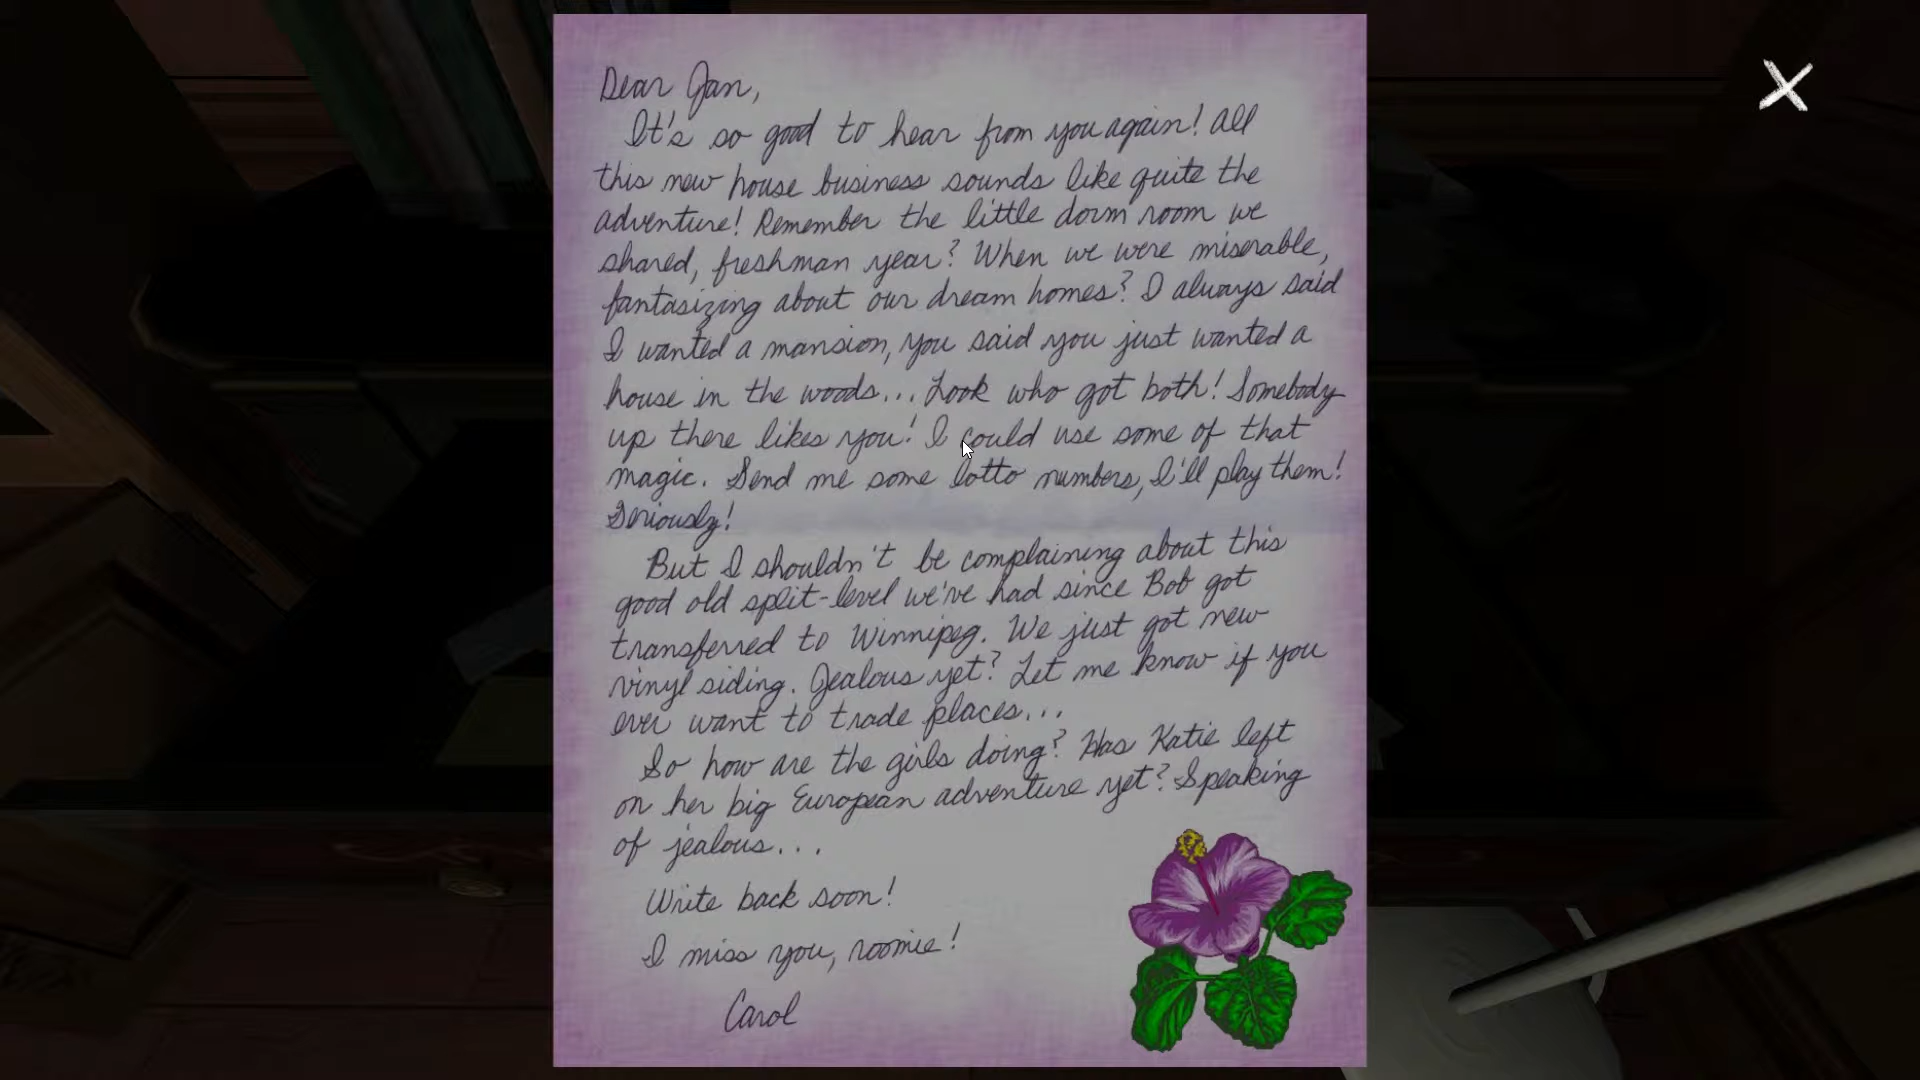 Dear Jan,
It's so good to hear from you again! All
this new house business sounds like quite the
adventure! Remember the little dorm room we
shared, freshman year? When we were miserable,
fantasizing about our dream homes? I always said
I wanted a mansion, you said you just wanted a
house in the woods... Look who got both! Somebody
up there likes you! I could use some of that
magic. Send me some lotto numbers, I'll play them!
Seriously!
But I shouldn't be complaining about this
good old split-level we've had since Bob got
transferred to Winnipeg. We just got new
vinyl siding. Jealous yet? Let me know if you
ever want to trade places...
So how are the girls doing? Has Katie left
on her big European adventure yet? Speaking
of jealous...
Write back soon!
I miss you, roomie!
Carol